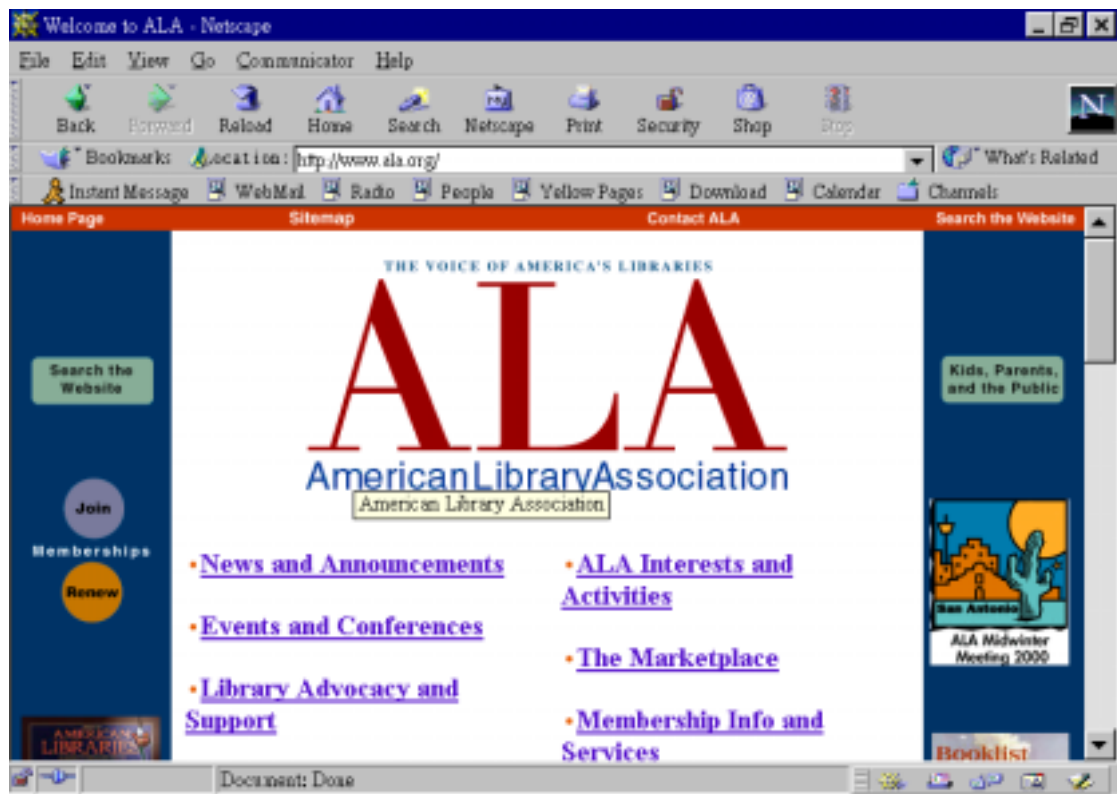 Welcome to ALA - Netscape
File Edit View Go Communicator Help
Back Forward Reload Home Search Netscape Print Security Shop Stop
N
Bookmarks Location: http://www.ala.org/ What's Related
Instant Message WebMail Radio People Yellow Pages Download Calendar Channels
Home Page Sitemap Contact ALA Search the Website
THE VOICE OF AMERICA'S LIBRARIES
ALA
AmericanLibraryAssociation
American Library Association
Search the
Website
Join
Memberships
Renew
AMERICAN
LIBRARIES
•News and Announcements
•Events and Conferences
•Library Advocacy and
Support
•ALA Interests and
Activities
•The Marketplace
•Membership Info and
Services
Kids, Parents,
and the Public
San Antonio
ALA Midwinter
Meeting 2000
Booklist
Document: Done